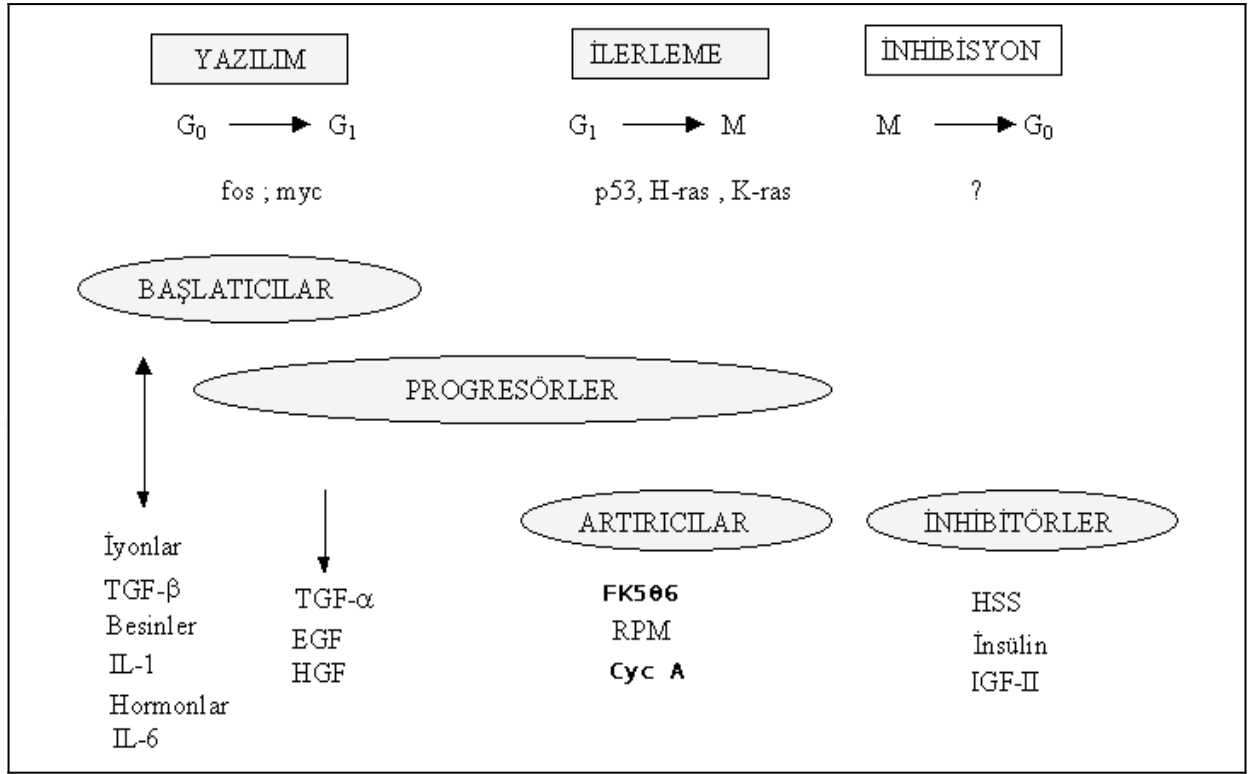 YAZILIM
İLERLEME
İNHİBİSYON
G₀ → G₁
G₁ → M
M → G₀
fos ; myc
p53, H-ras , K-ras
?
BAŞLATICILAR
PROGRESÖRLER
ARTIRICILAR
İNHİBİTÖRLER
İyonlar
TGF-β
Besinler
IL-1
Hormonlar
IL-6
TGF-α
EGF
HGF
FK506
RPM
Cyc A
HSS
İnsülin
IGF-II